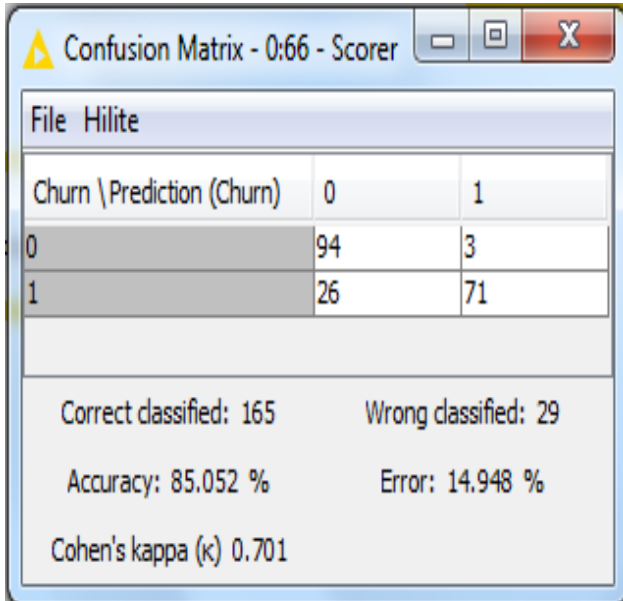 Confusion Matrix - 0:66 - Scorer
File Hilite
Churn \ Prediction (Churn) 0 1
0 94 3
1 26 71
Correct classified: 165 Wrong classified: 29
Accuracy: 85.052 % Error: 14.948 %
Cohen's kappa (κ) 0.701